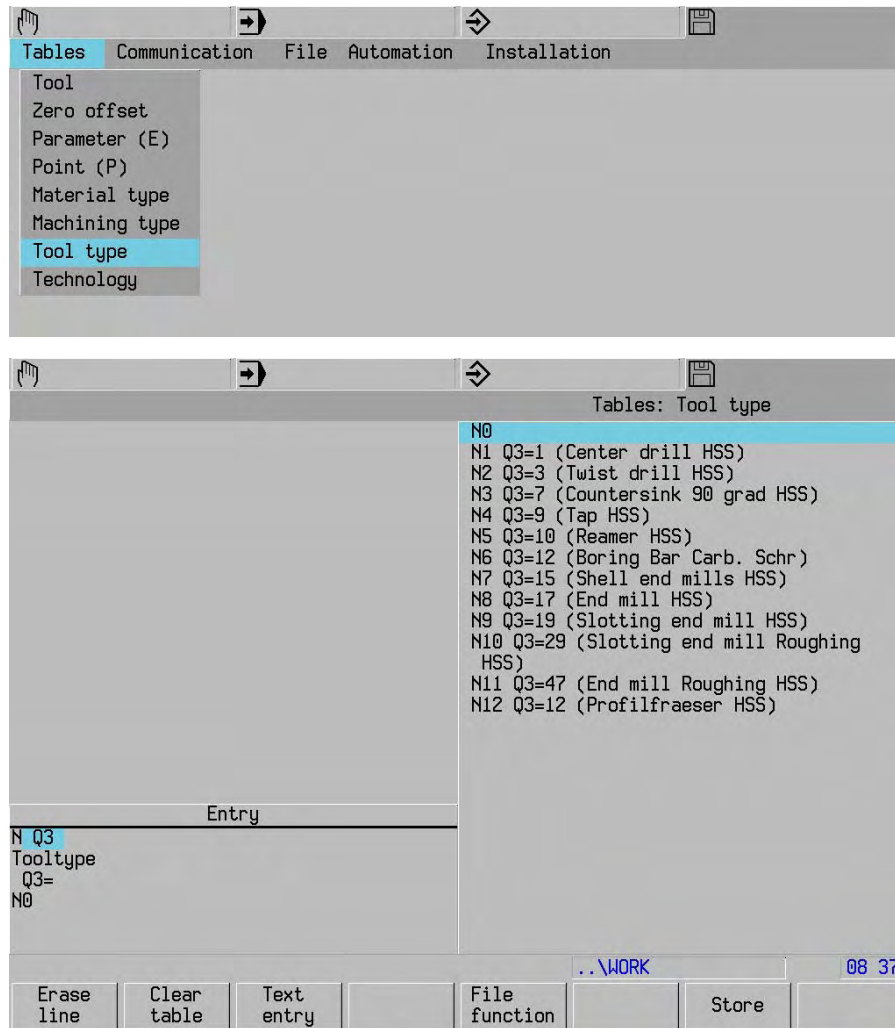 Tables Communication File Automation Installation
Tool
Zero offset
Parameter (E)
Point (P)
Material type
Machining type
Tool type
Technology
Tables: Tool type
N0
N1 Q3=1 (Center drill HSS)
N2 Q3=3 (Twist drill HSS)
N3 Q3=7 (Countersink 90 grad HSS)
N4 Q3=9 (Tap HSS)
N5 Q3=10 (Reamer HSS)
N6 Q3=12 (Boring Bar Carb. Schr)
N7 Q3=15 (Shell end mills HSS)
N8 Q3=17 (End mill HSS)
N9 Q3=19 (Slotting end mill HSS)
N10 Q3=29 (Slotting end mill Roughing
HSS)
N11 Q3=47 (End mill Roughing HSS)
N12 Q3=12 (Profilfraeser HSS)
Entry
N Q3
Tooltype
Q3=
N0
..\WORK 08 37
Erase line
Clear table
Text entry
File function
Store